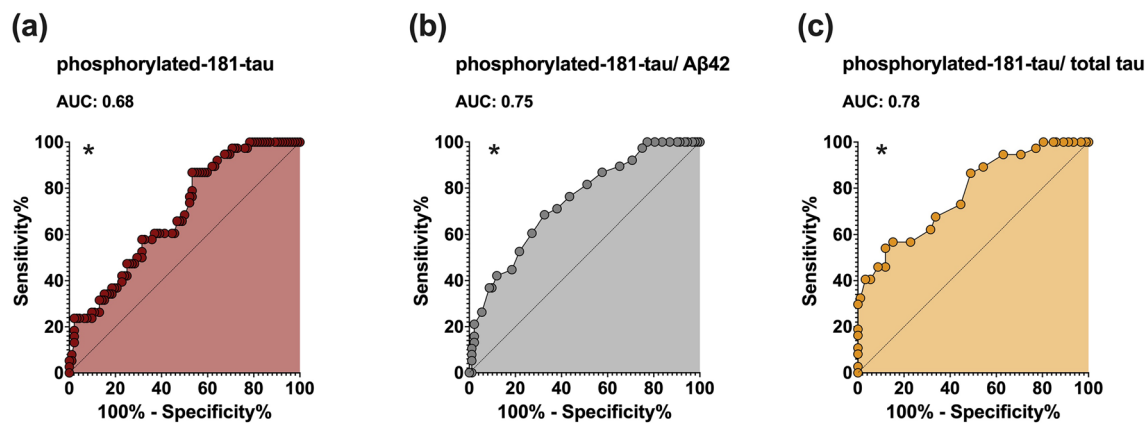 (a)
phosphorylated-181-tau
AUC: 0.68
*
100
80
60
40
20
0
Sensitivity%
0 20 40 60 80 100
100% - Specificity%
(b)
phosphorylated-181-tau/ Aβ42
AUC: 0.75
*
100
80
60
40
20
0
Sensitivity%
0 20 40 60 80 100
100% - Specificity%
(c)
phosphorylated-181-tau/ total tau
AUC: 0.78
*
100
80
60
40
20
0
Sensitivity%
0 20 40 60 80 100
100% - Specificity%